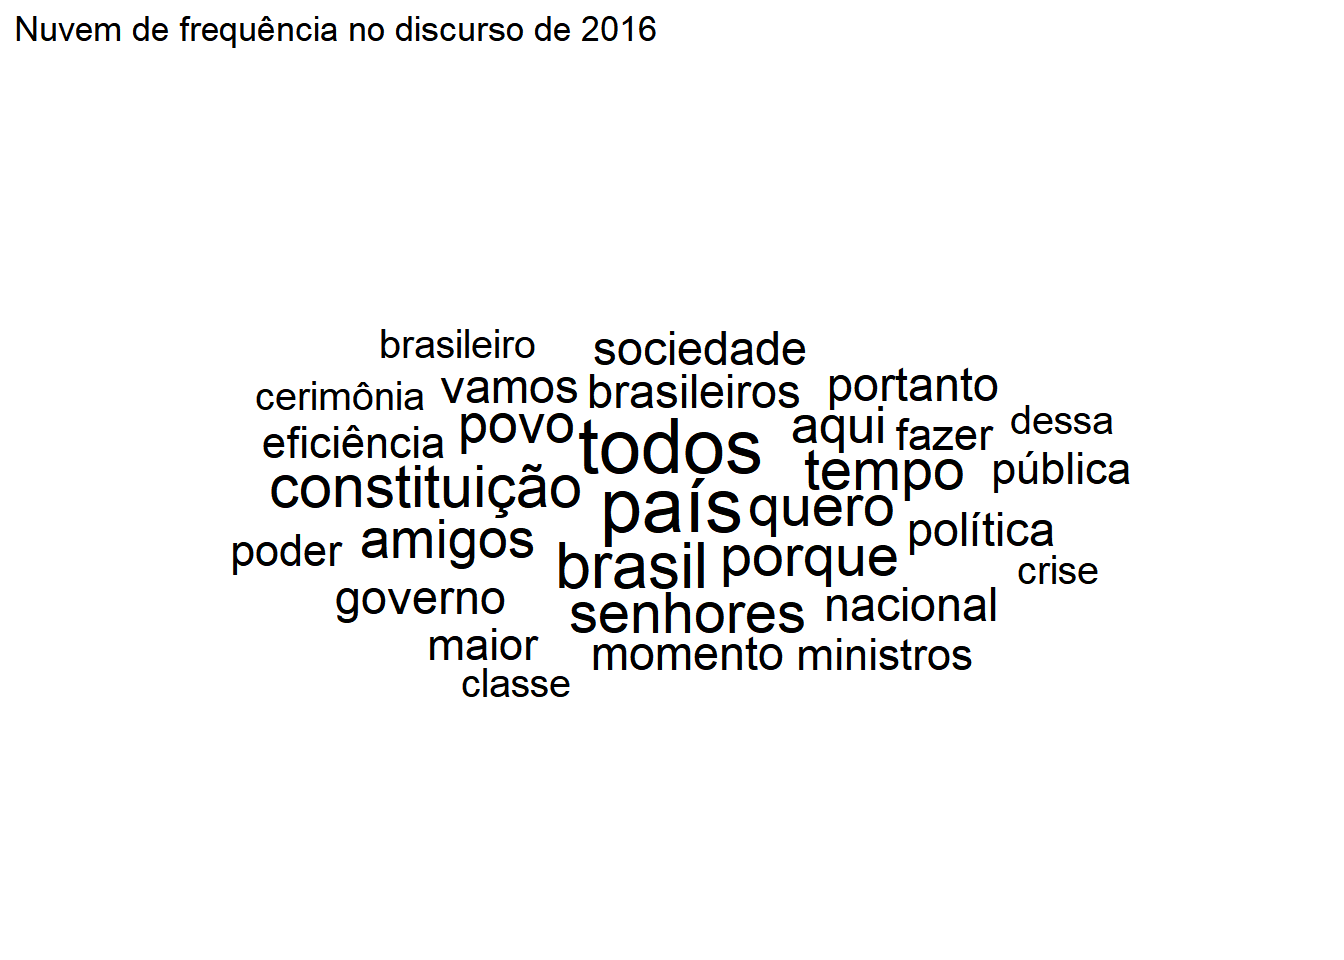 Nuvem de frequência no discurso de 2016
brasileiro sociedade
cerimônia vamos brasileiros portanto
eficiência povo todos aqui fazer dessa
constituição país quero tempo pública
poder amigos brasil porque política
governo senhores nacional crise
maior momento ministros
classe